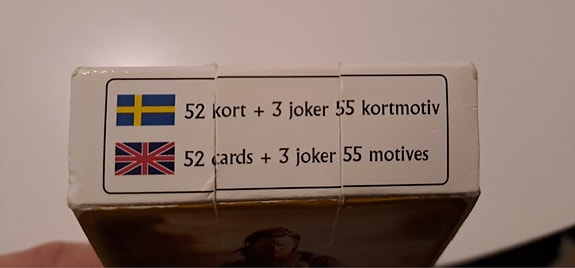 52 kort + 3 joker 55 kortmotiv
52 cards + 3 joker 55 motives